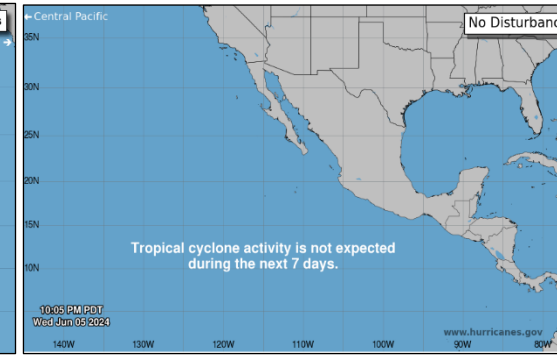 ← Central Pacific
No Disturbanc
35N
30N
25N
20N
15N
Tropical cyclone activity is not expected
during the next 7 days.
10N
10:05 PM PDT
Wed Jun 05 2024
www.hurricanes.gov
140W 130W 120W 110W 100W 90W 80W